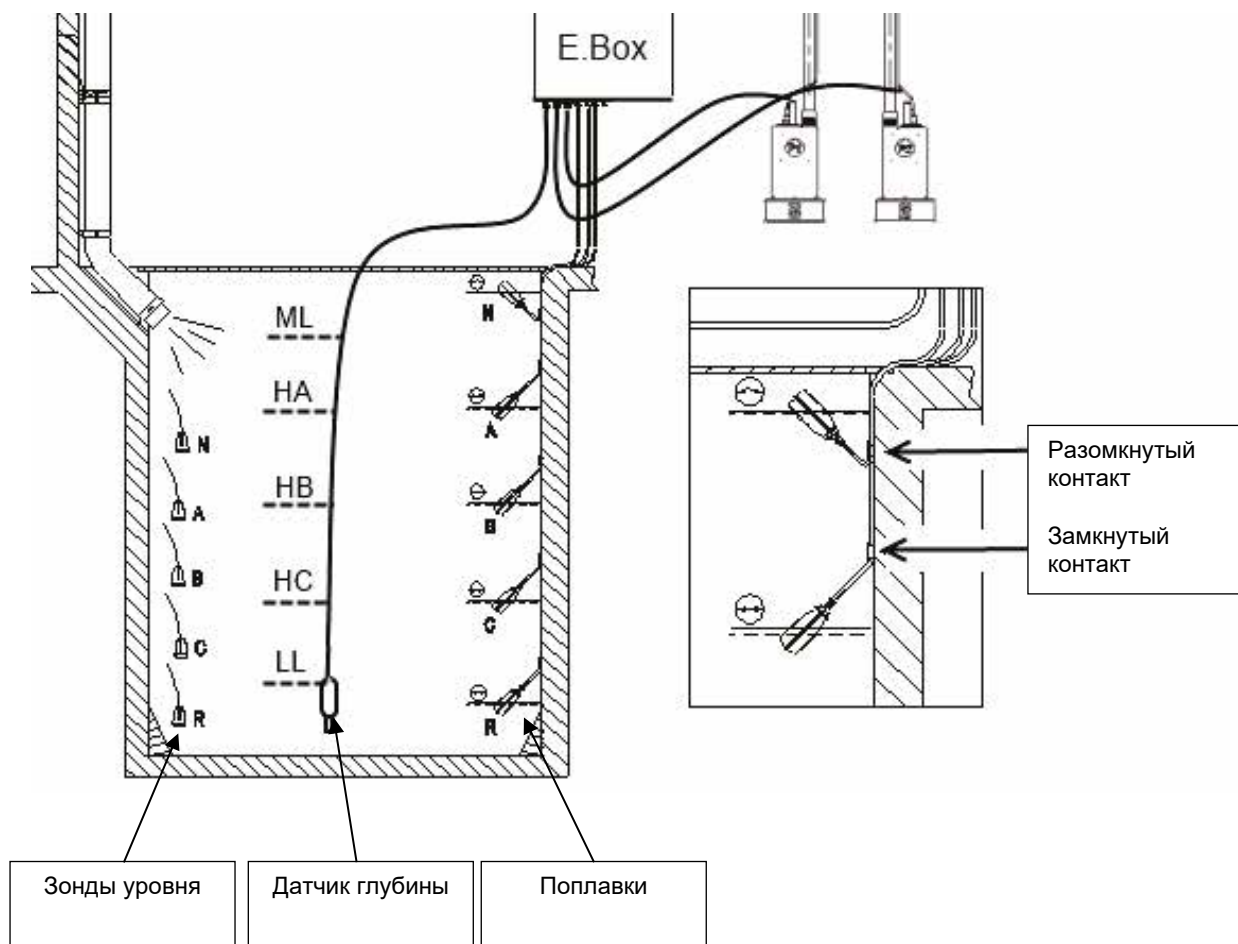 E.Box
ML
HA
HB
HC
LL
N
A
B
C
R
N
A
B
C
R
Разомкнутый
контакт
Замкнутый
контакт
Зонды уровня
Датчик глубины
Поплавки